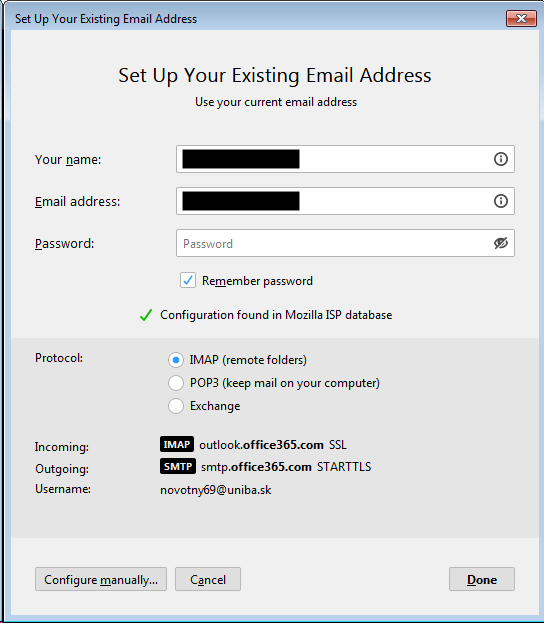 Set Up Your Existing Email Address
Set Up Your Existing Email Address
Use your current email address
Your name:
Email address:
Password: Password
Remember password
Configuration found in Mozilla ISP database
Protocol: IMAP (remote folders)
POP3 (keep mail on your computer)
Exchange
Incoming: IMAP outlook.office365.com SSL
Outgoing: SMTP smtp.office365.com STARTTLS
Username: novotny69@uniba.sk
Configure manually... Cancel Done